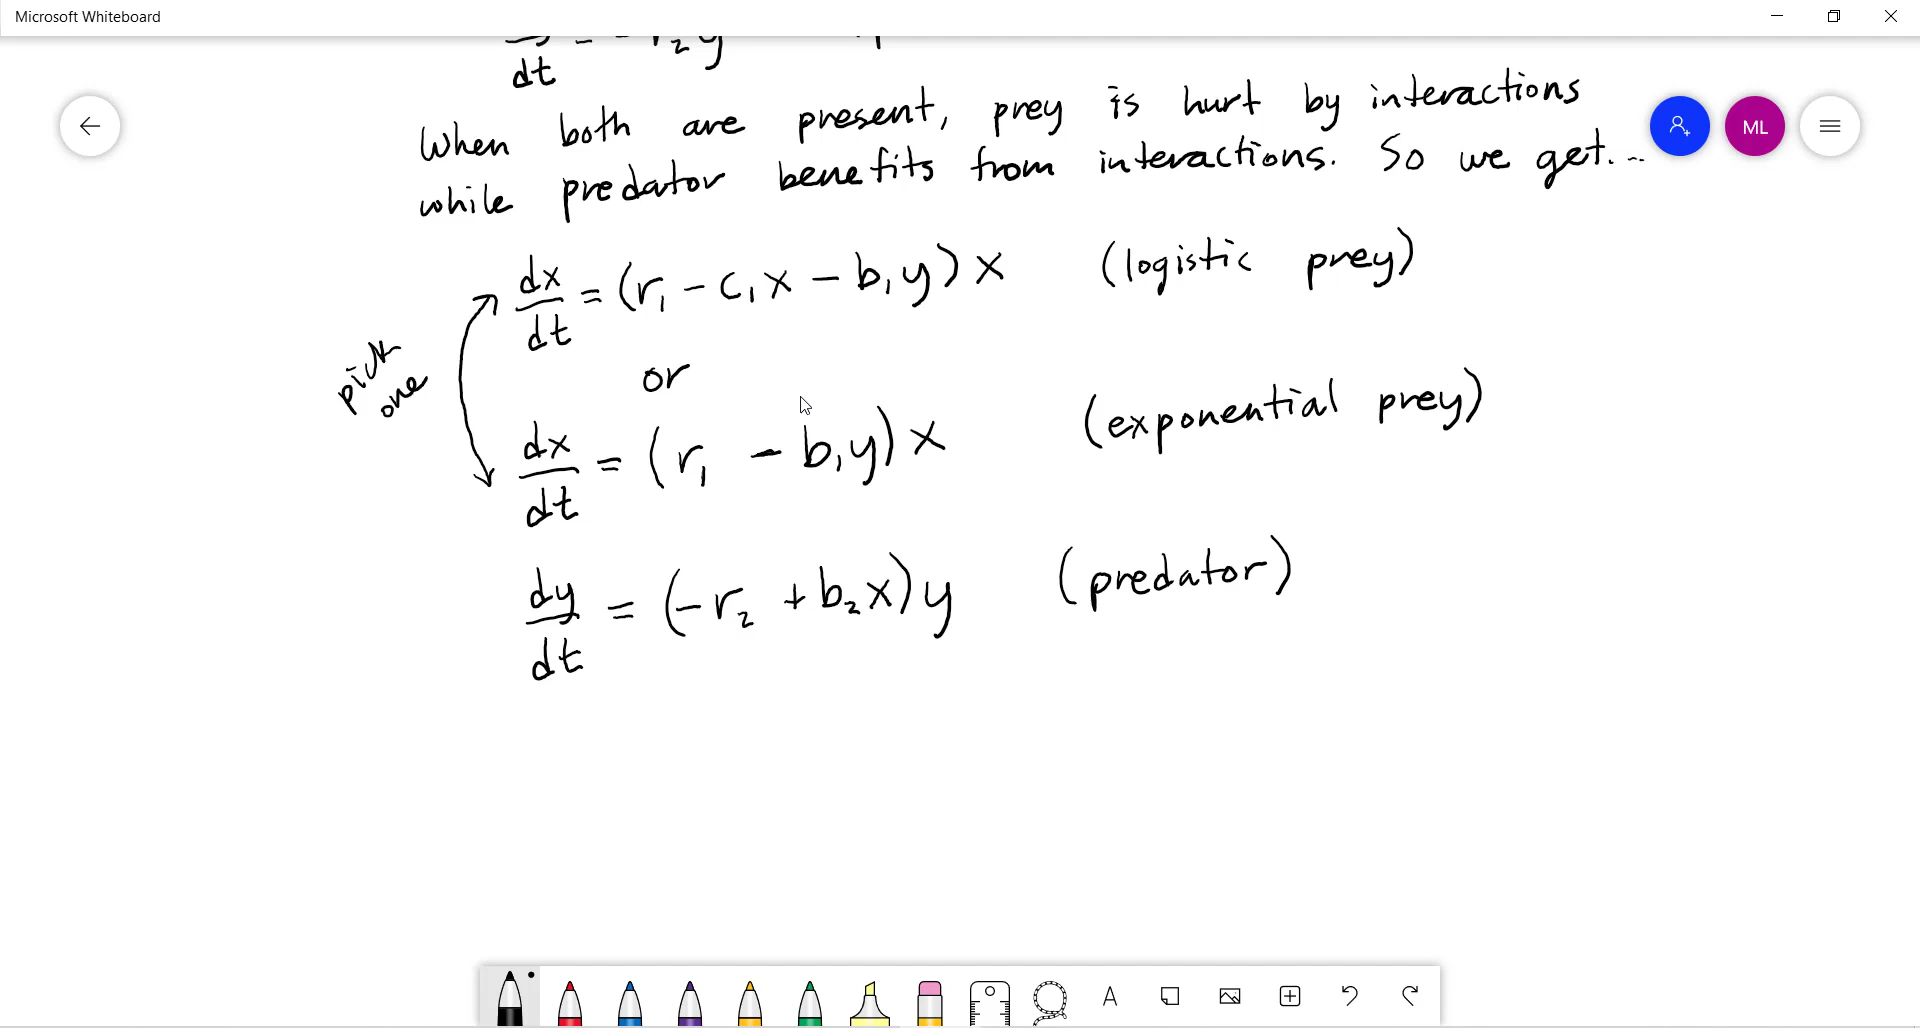 Microsoft Whiteboard
dt = - r₂y
When both are present, prey is hurt by interactions
while predator benefits from interactions. So we get...
ML
dx/dt = (r₁ - c₁x - b₁y) x (logistic prey)
pick one
or
dx/dt = (r₁ - b₁y) x (exponential prey)
dy/dt = (-r₂ + b₂x) y (predator)
A